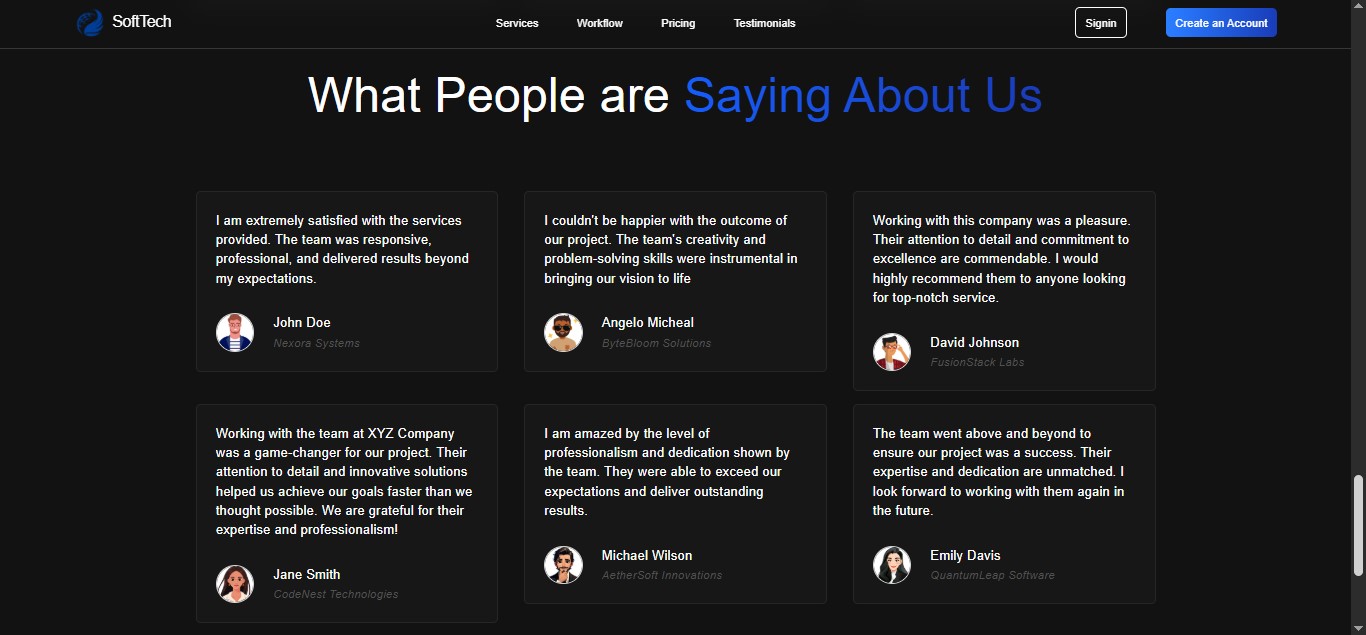 SoftTech
Services
Workflow
Pricing
Testimonials
Signin
Create an Account
What People are Saying About Us
I am extremely satisfied with the services
provided. The team was responsive,
professional, and delivered results beyond
my expectations.
John Doe
Nexora Systems
I couldn't be happier with the outcome of
our project. The team's creativity and
problem-solving skills were instrumental in
bringing our vision to life
Angelo Micheal
ByteBloom Solutions
Working with this company was a pleasure.
Their attention to detail and commitment to
excellence are commendable. I would
highly recommend them to anyone looking
for top-notch service.
David Johnson
FusionStack Labs
Working with the team at XYZ Company
was a game-changer for our project. Their
attention to detail and innovative solutions
helped us achieve our goals faster than we
thought possible. We are grateful for their
expertise and professionalism!
Jane Smith
CodeNest Technologies
I am amazed by the level of
professionalism and dedication shown by
the team. They were able to exceed our
expectations and deliver outstanding
results.
Michael Wilson
AetherSoft Innovations
The team went above and beyond to
ensure our project was a success. Their
expertise and dedication are unmatched. I
look forward to working with them again in
the future.
Emily Davis
QuantumLeap Software